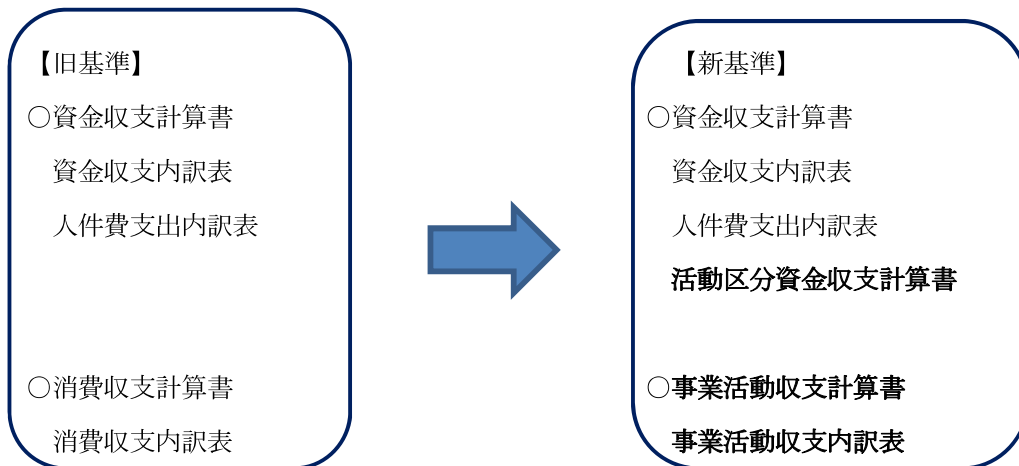 【旧基準】
○資金収支計算書
資金収支内訳表
人件費支出内訳表
○消費収支計算書
消費収支内訳表
【新基準】
○資金収支計算書
資金収支内訳表
人件費支出内訳表
活動区分資金収支計算書
○事業活動収支計算書
事業活動収支内訳表